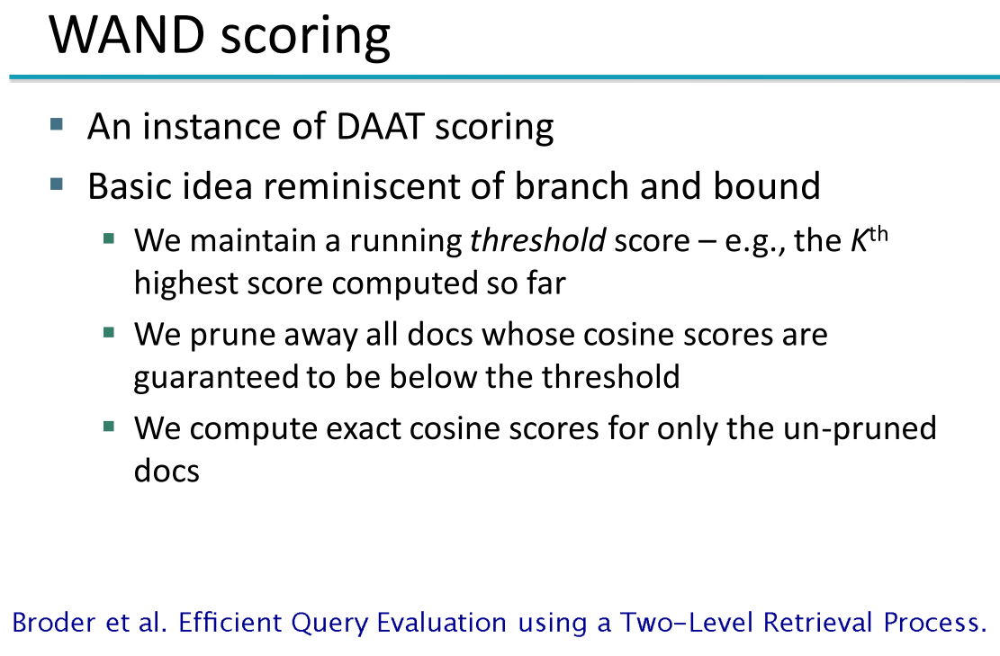 WAND scoring
An instance of DAAT scoring
Basic idea reminiscent of branch and bound
We maintain a running threshold score – e.g., the Kth
highest score computed so far
We prune away all docs whose cosine scores are
guaranteed to be below the threshold
We compute exact cosine scores for only the un-pruned
docs
Broder et al. Efficient Query Evaluation using a Two-Level Retrieval Process.